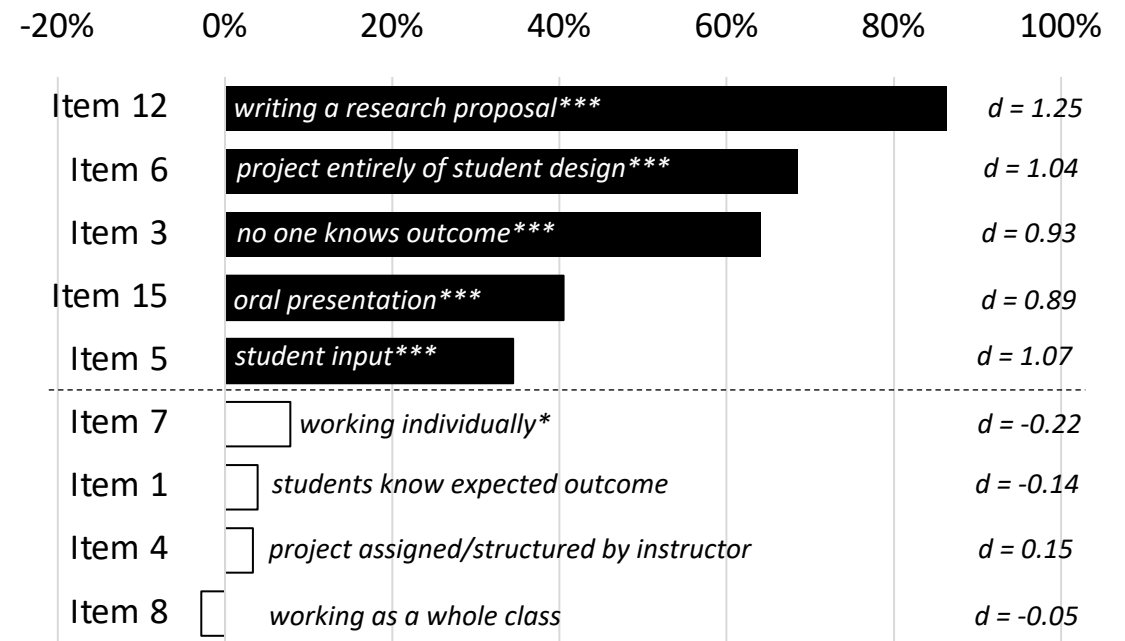 -20% 0% 20% 40% 60% 80% 100%
Item 12 writing a research proposal*** d = 1.25
Item 6 project entirely of student design*** d = 1.04
Item 3 no one knows outcome*** d = 0.93
Item 15 oral presentation*** d = 0.89
Item 5 student input*** d = 1.07
Item 7 working individually* d = -0.22
Item 1 students know expected outcome d = -0.14
Item 4 project assigned/structured by instructor d = 0.15
Item 8 working as a whole class d = -0.05